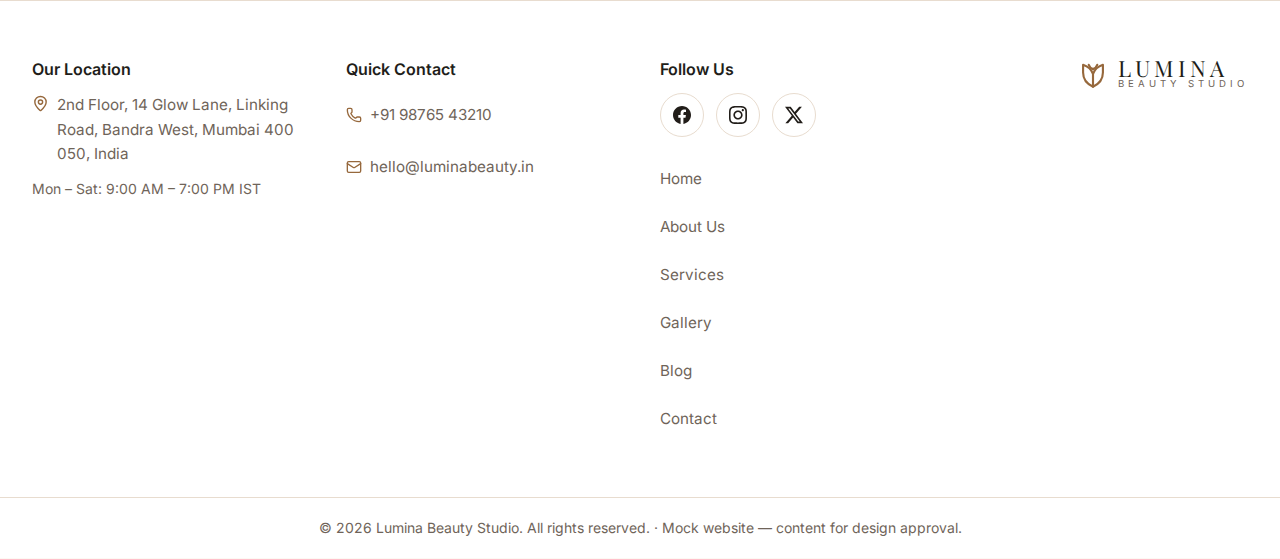 Our Location
2nd Floor, 14 Glow Lane, Linking
Road, Bandra West, Mumbai 400
050, India
Mon – Sat: 9:00 AM – 7:00 PM IST
Quick Contact
+91 98765 43210
hello@luminabeauty.in
Follow Us
Home
About Us
Services
Gallery
Blog
Contact
LUMINA
BEAUTY STUDIO
© 2026 Lumina Beauty Studio. All rights reserved. · Mock website — content for design approval.